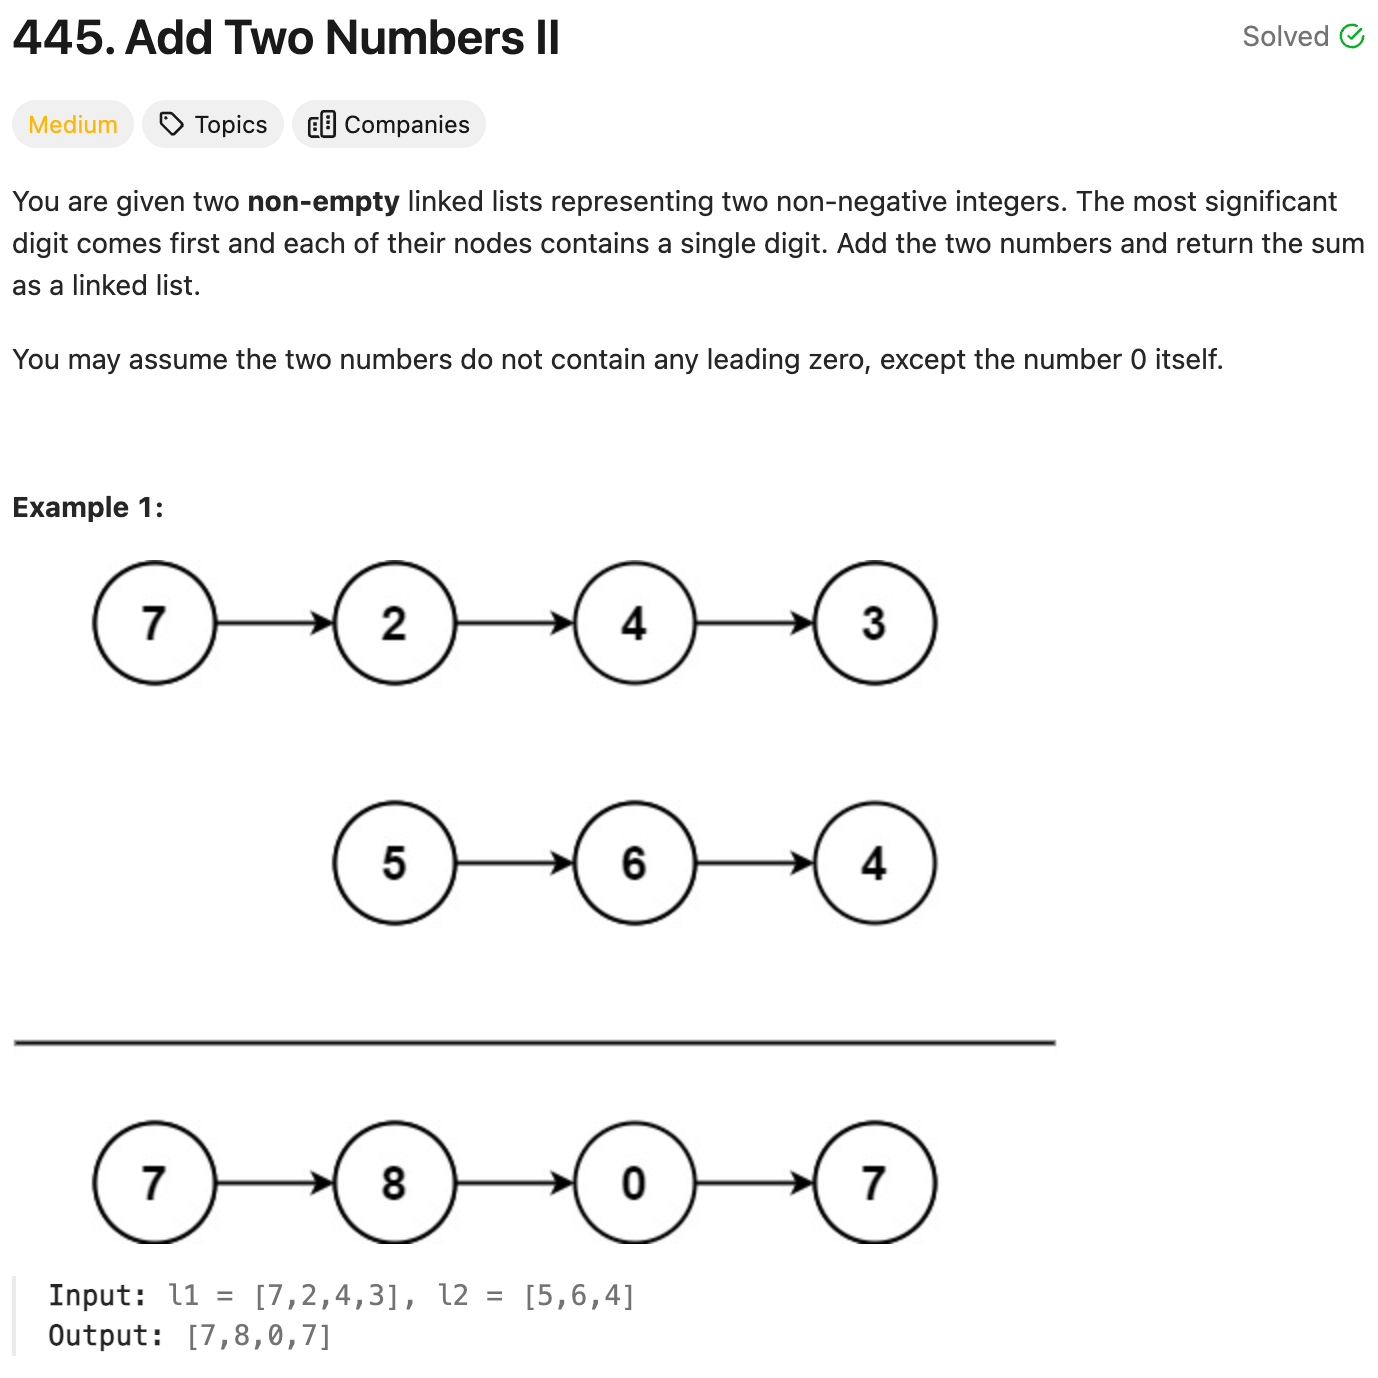 445. Add Two Numbers II
Solved
Medium
Topics
Companies
You are given two non-empty linked lists representing two non-negative integers. The most significant
digit comes first and each of their nodes contains a single digit. Add the two numbers and return the sum
as a linked list.
You may assume the two numbers do not contain any leading zero, except the number 0 itself.
Example 1:
7 2 4 3
5 6 4
7 8 0 7
Input: l1 = [7,2,4,3], l2 = [5,6,4]
Output: [7,8,0,7]